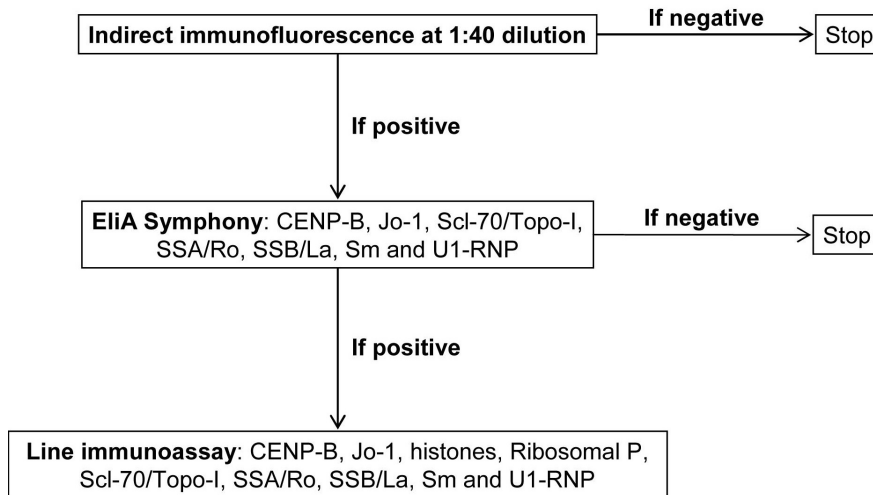 Indirect immunofluorescence at 1:40 dilution
If negative
Stop
If positive
EliA Symphony: CENP-B, Jo-1, Scl-70/Topo-I,
SSA/Ro, SSB/La, Sm and U1-RNP
If negative
Stop
If positive
Line immunoassay: CENP-B, Jo-1, histones, Ribosomal P,
Scl-70/Topo-I, SSA/Ro, SSB/La, Sm and U1-RNP